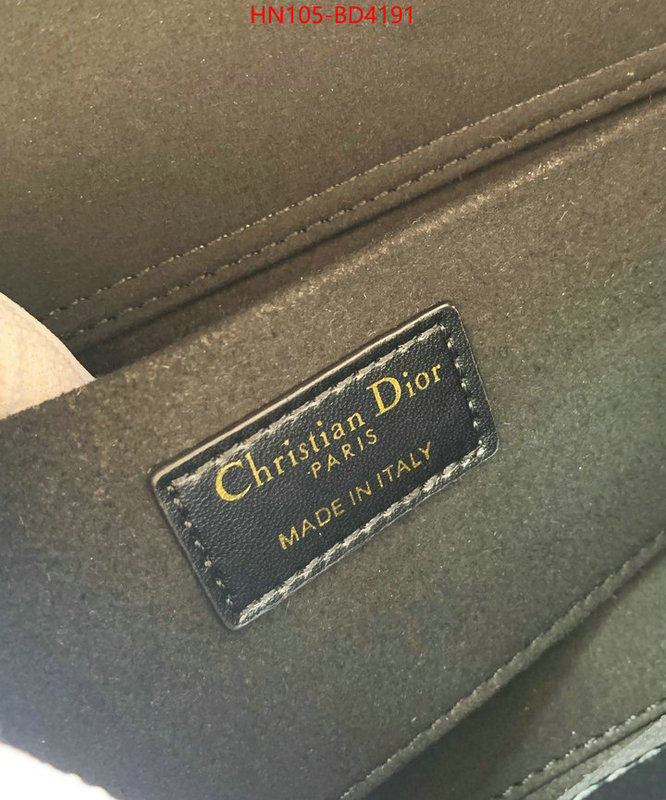 HN105-BD4191
Christian Dior
PARIS
MADE IN ITALY